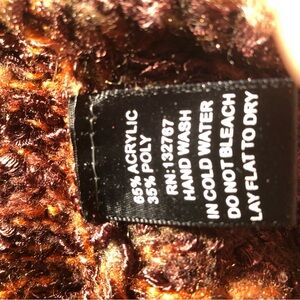 65% ACRYLIC
35% POLY
RN: 132767
HAND WASH
IN COLD WATER
DO NOT BLEACH
LAY FLAT TO DRY